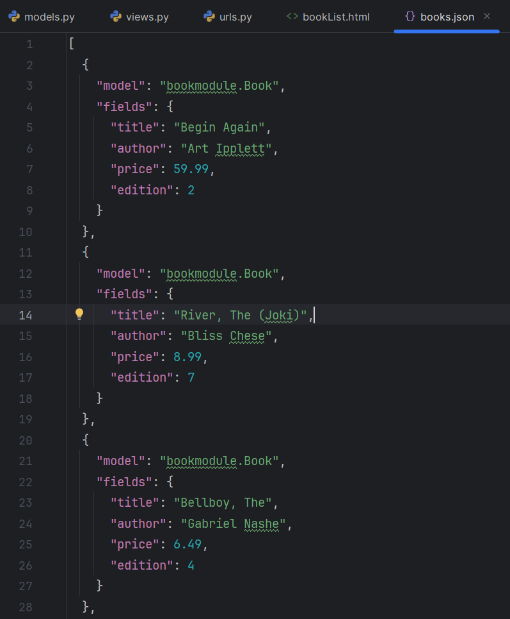 models.py views.py urls.py <> bookList.html {} books.json ×
1 [
2 {
3 "model": "bookmodule.Book",
4 "fields": {
5 "title": "Begin Again",
6 "author": "Art Ipplett",
7 "price": 59.99,
8 "edition": 2
9 }
10 },
11 {
12 "model": "bookmodule.Book",
13 "fields": {
14 "title": "River, The (Joki)",
15 "author": "Bliss Chese",
16 "price": 8.99,
17 "edition": 7
18 }
19 },
20 {
21 "model": "bookmodule.Book",
22 "fields": {
23 "title": "Bellboy, The",
24 "author": "Gabriel Nashe",
25 "price": 6.49,
26 "edition": 4
27 }
28 },